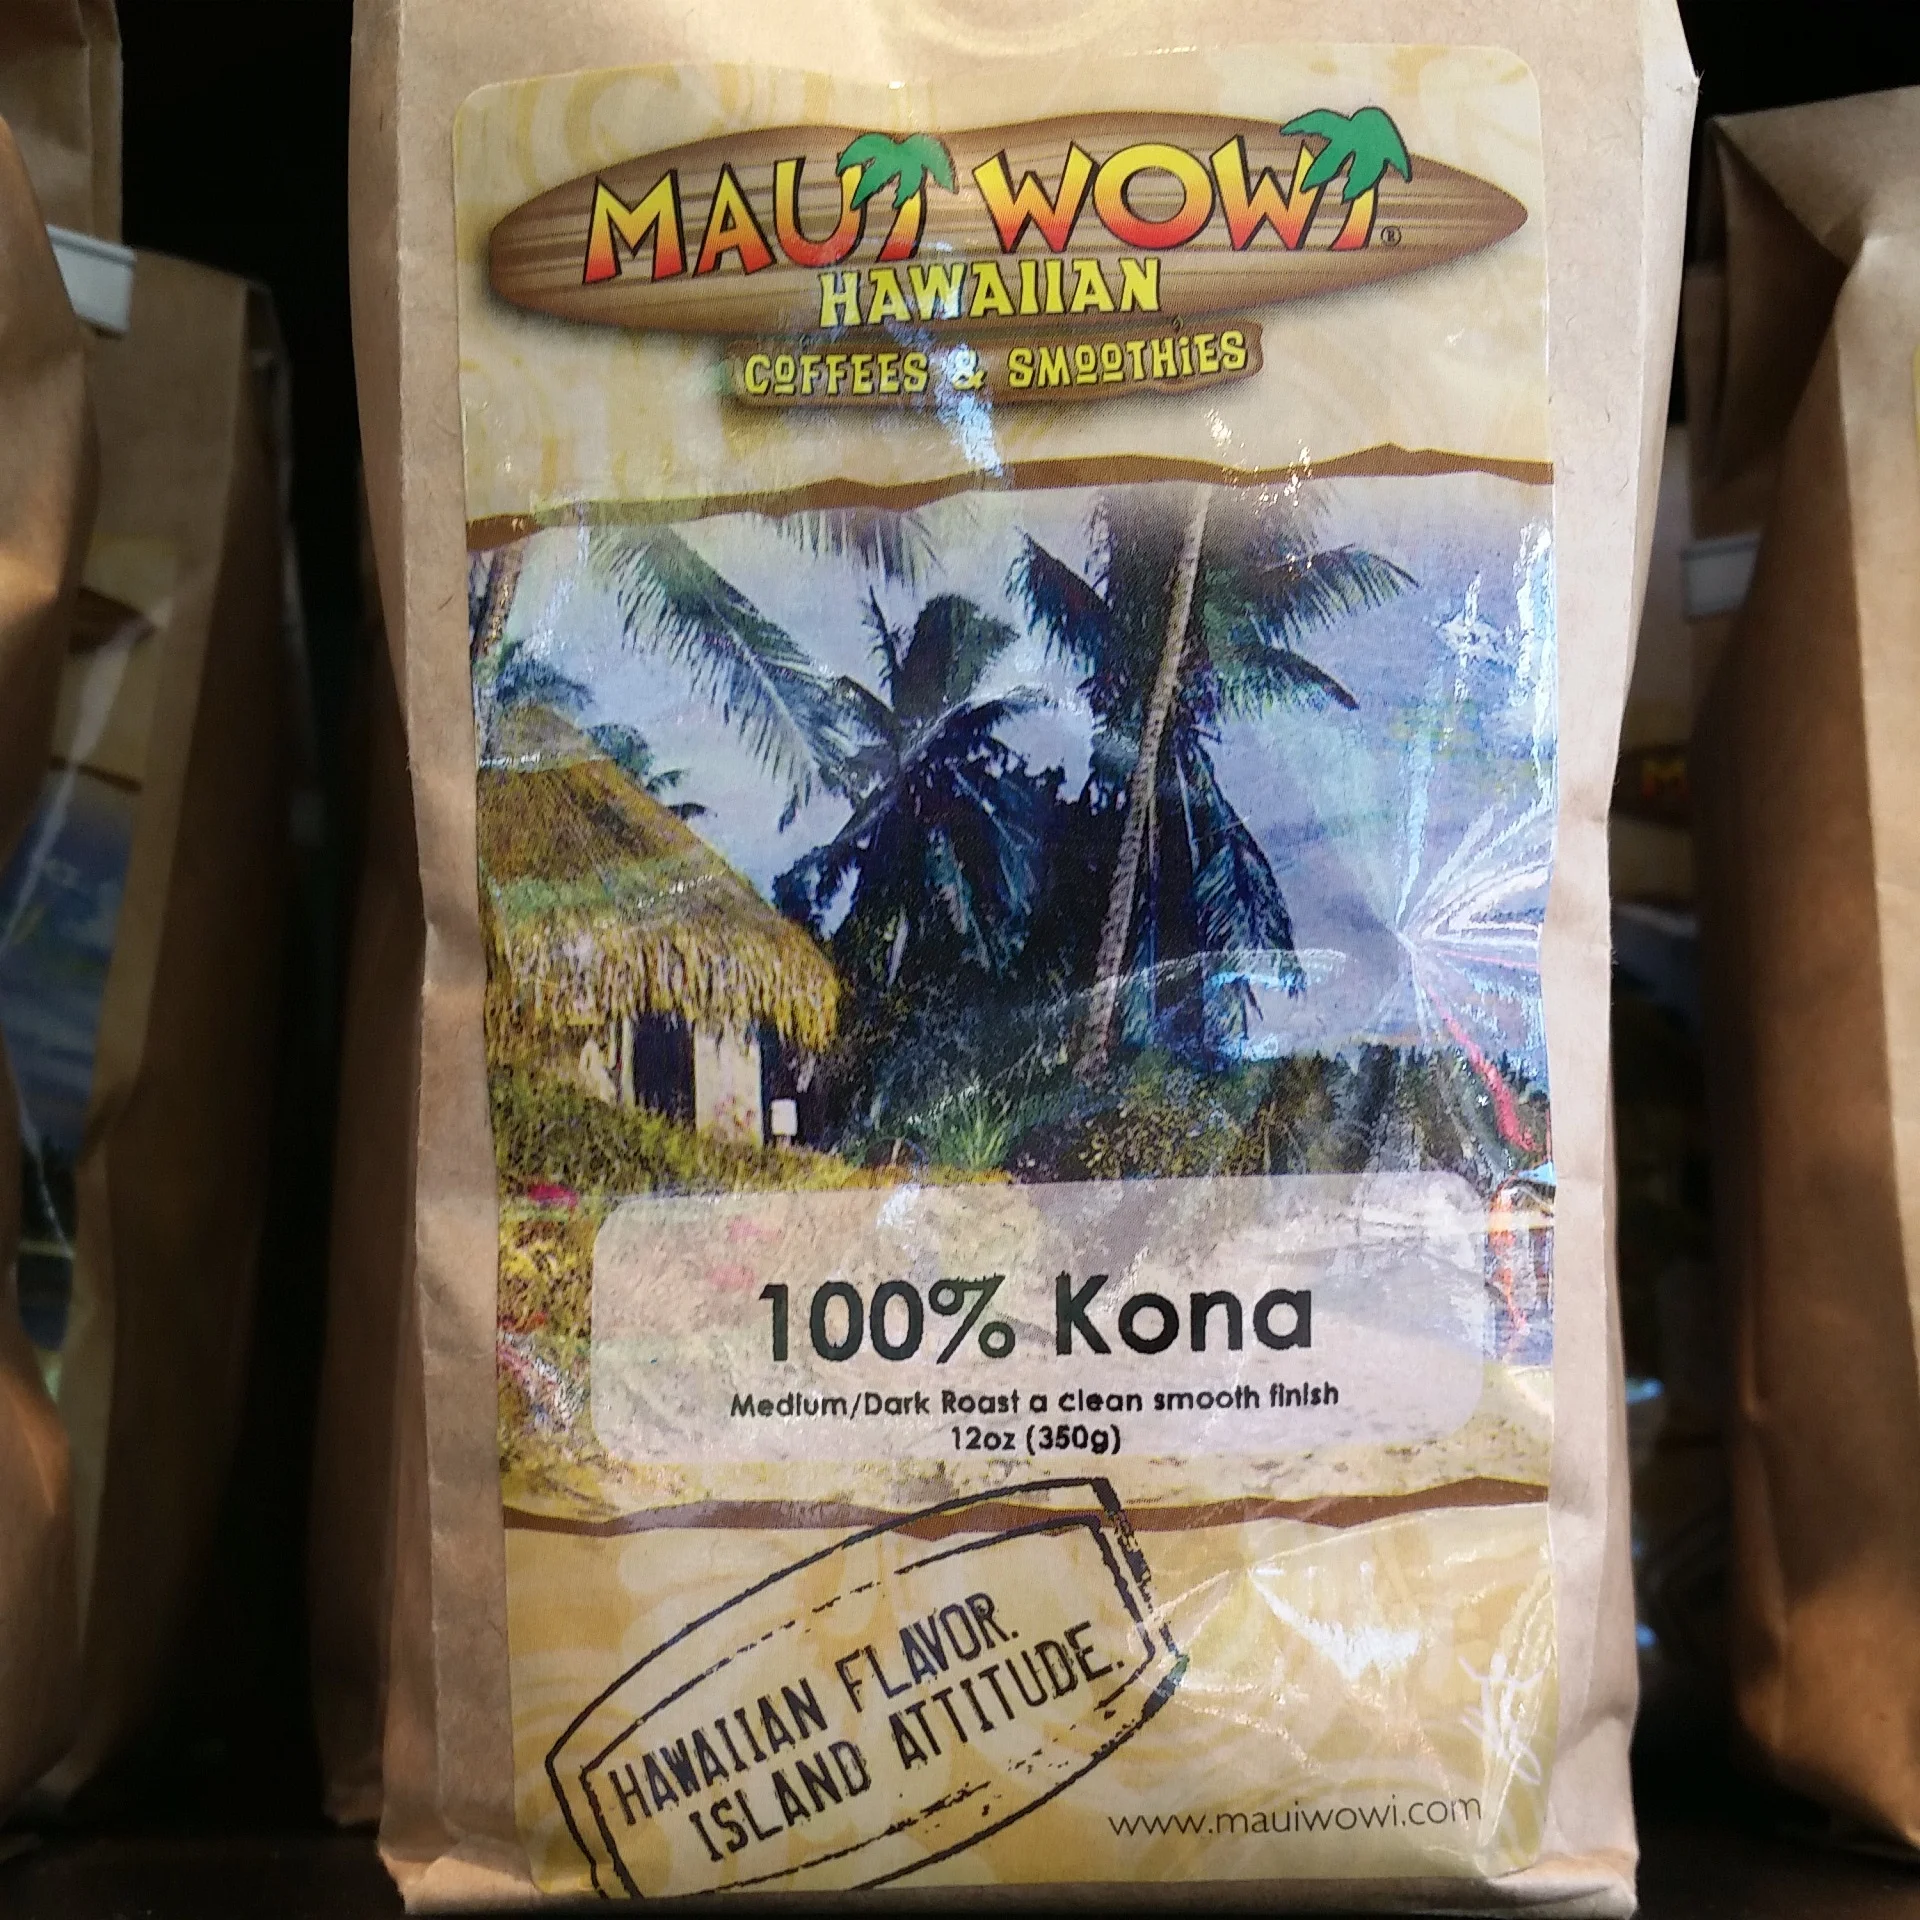 MAUI WOWI®
HAWAIIAN
COFFEES & SMOOTHIES
100% Kona
Medium/Dark Roast a clean smooth finish
12oz (350g)
HAWAIIAN FLAVOR.
ISLAND ATTITUDE.
www.mauiwowi.com